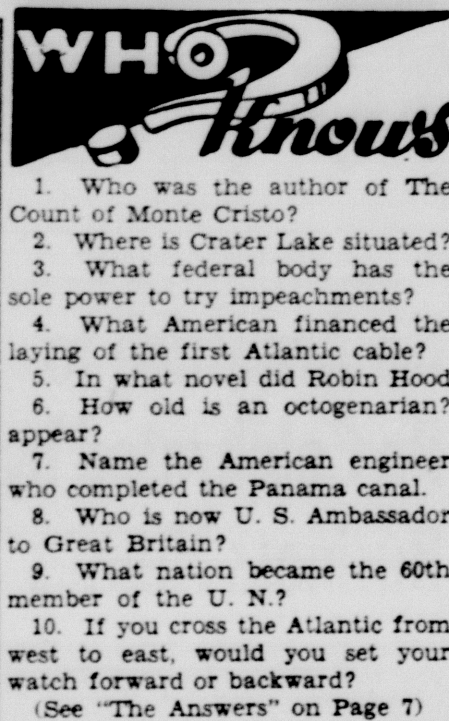 WHO
Knows
1. Who was the author of The
Count of Monte Cristo?
2. Where is Crater Lake situated?
3. What federal body has the
sole power to try impeachments?
4. What American financed the
laying of the first Atlantic cable?
5. In what novel did Robin Hood
6. How old is an octogenarian?
appear?
7. Name the American engineer
who completed the Panama canal.
8. Who is now U. S. Ambassador
to Great Britain?
9. What nation became the 60th
member of the U. N.?
10. If you cross the Atlantic from
west to east, would you set your
watch forward or backward?
(See "The Answers" on Page 7)